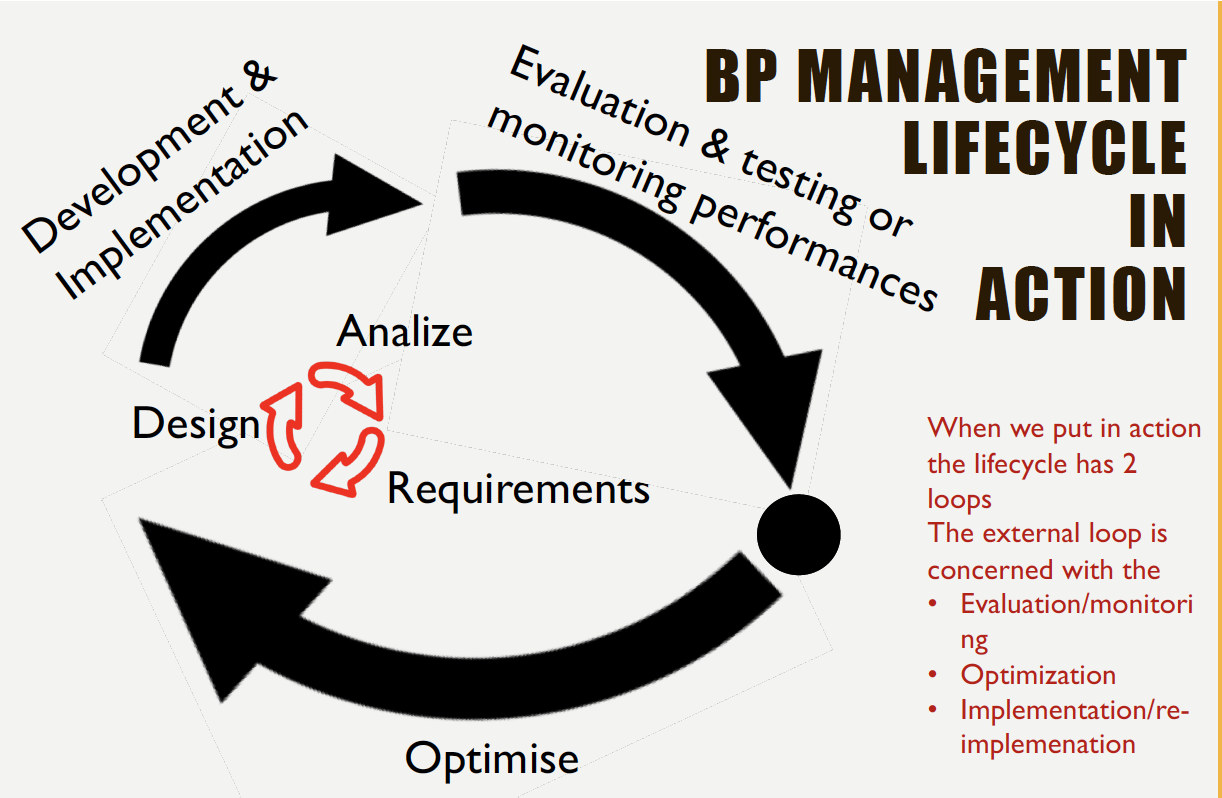 BP MANAGEMENT
LIFECYCLE
IN
ACTION
Development &
Implementation
Evaluation & testing or
monitoring performances
Analize
Design
Requirements
Optimise
When we put in action
the lifecycle has 2
loops
The external loop is
concerned with the
• Evaluation/monitori
ng
• Optimization
• Implementation/re-
implemenation